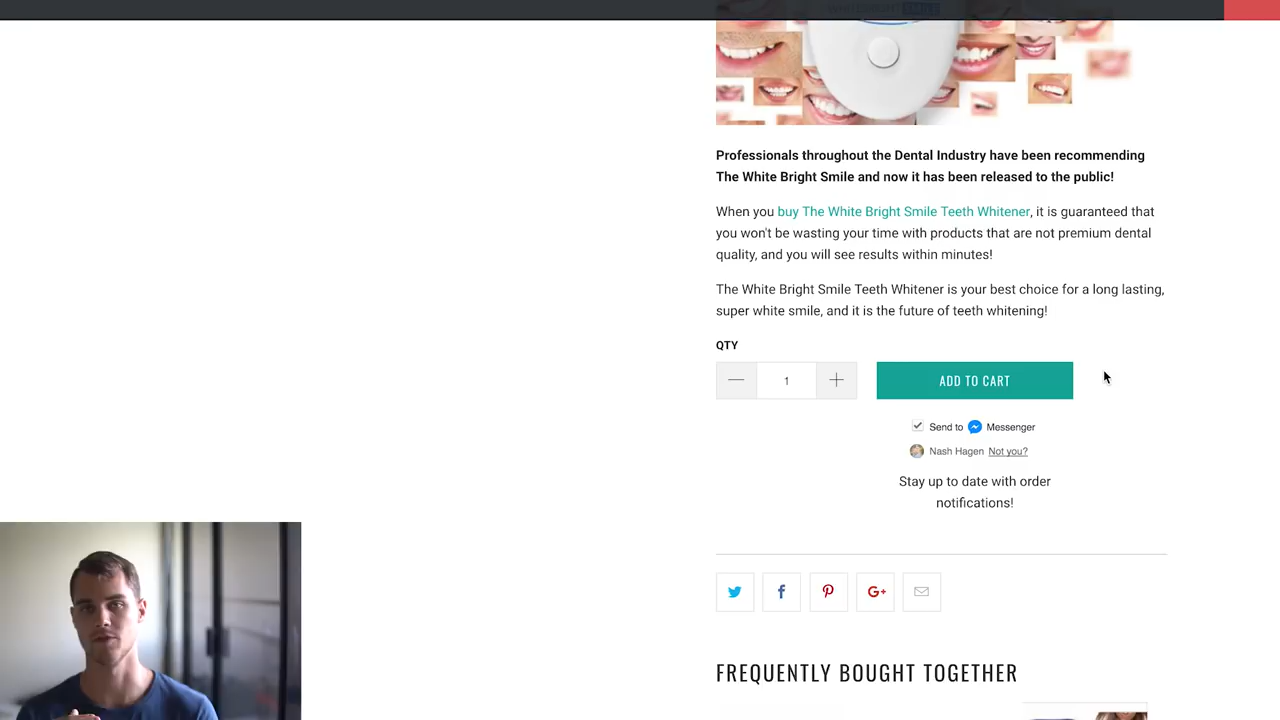 WHITEBRIGHT SMILE
Professionals throughout the Dental Industry have been recommending
The White Bright Smile and now it has been released to the public!
When you buy The White Bright Smile Teeth Whitener, it is guaranteed that
you won't be wasting your time with products that are not premium dental
quality, and you will see results within minutes!
The White Bright Smile Teeth Whitener is your best choice for a long lasting,
super white smile, and it is the future of teeth whitening!
QTY
1
ADD TO CART
Send to Messenger
Nash Hagen Not you?
Stay up to date with order
notifications!
G+
FREQUENTLY BOUGHT TOGETHER